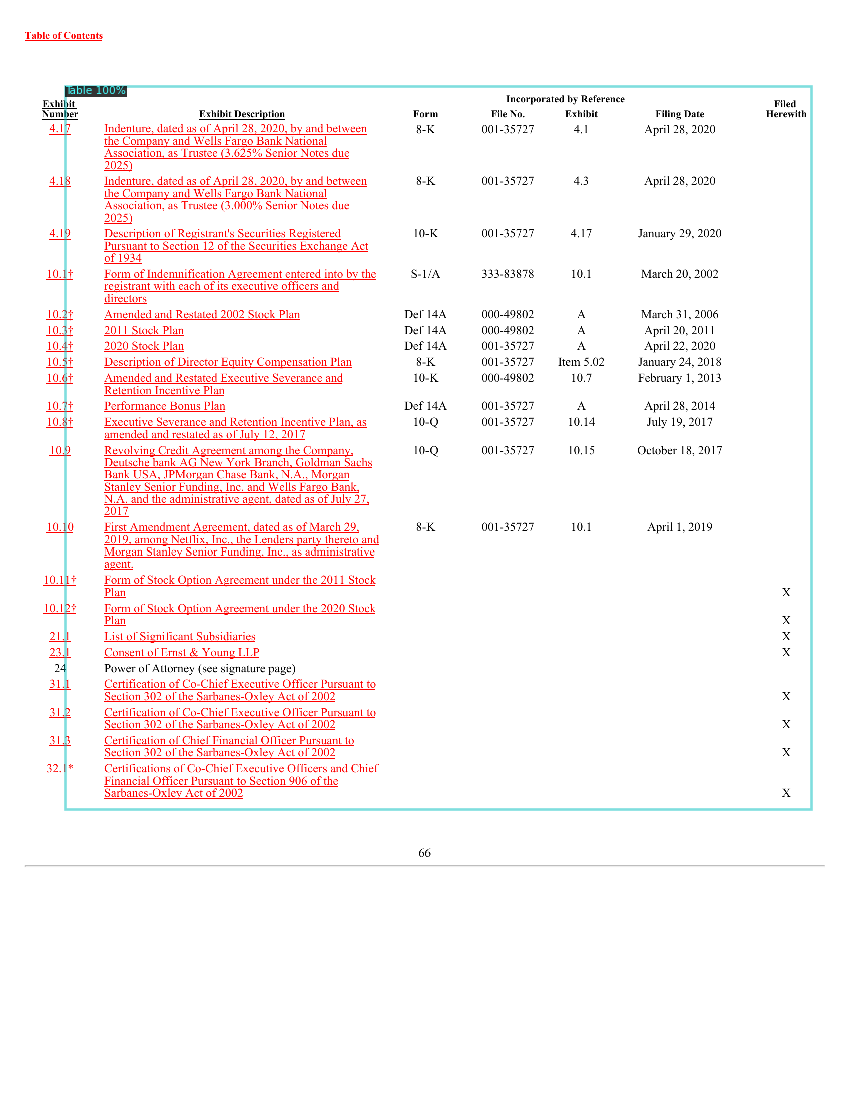 Table of Contents
Table 100%
Incorporated by Reference
Exhibit Number Exhibit Description Form File No. Exhibit Filing Date Filed Herewith
4.17 Indenture, dated as of April 28, 2020, by and between 8-K 001-35727 4.1 April 28, 2020
the Company and Wells Fargo Bank National
Association, as Trustee (3.625% Senior Notes due
2025)
4.18 Indenture, dated as of April 28, 2020, by and between 8-K 001-35727 4.3 April 28, 2020
the Company and Wells Fargo Bank National
Association, as Trustee (3.000% Senior Notes due
2025)
4.19 Description of Registrant's Securities Registered 10-K 001-35727 4.17 January 29, 2020
Pursuant to Section 12 of the Securities Exchange Act
of 1934
10.1† Form of Indemnification Agreement entered into by the S-1/A 333-83878 10.1 March 20, 2002
registrant with each of its executive officers and
directors
10.2† Amended and Restated 2002 Stock Plan Def 14A 000-49802 A March 31, 2006
10.3† 2011 Stock Plan Def 14A 000-49802 A April 20, 2011
10.4† 2020 Stock Plan Def 14A 001-35727 A April 22, 2020
10.5† Description of Director Equity Compensation Plan 8-K 001-35727 Item 5.02 January 24, 2018
10.6† Amended and Restated Executive Severance and 10-K 000-49802 10.7 February 1, 2013
Retention Incentive Plan
10.7† Performance Bonus Plan Def 14A 001-35727 A April 28, 2014
10.8† Executive Severance and Retention Incentive Plan, as 10-Q 001-35727 10.14 July 19, 2017
amended and restated as of July 12, 2017
10.9 Revolving Credit Agreement among the Company, 10-Q 001-35727 10.15 October 18, 2017
Deutsche bank AG New York Branch, Goldman Sachs
Bank USA, JPMorgan Chase Bank, N.A., Morgan
Stanley Senior Funding, Inc. and Wells Fargo Bank,
N.A. and the administrative agent, dated as of July 27,
2017
10.10 First Amendment Agreement, dated as of March 29, 8-K 001-35727 10.1 April 1, 2019
2019, among Netflix, Inc., the Lenders party thereto and
Morgan Stanley Senior Funding, Inc., as administrative
agent.
10.11† Form of Stock Option Agreement under the 2011 Stock
Plan X
10.12† Form of Stock Option Agreement under the 2020 Stock
Plan X
21.1 List of Significant Subsidiaries X
23.1 Consent of Ernst & Young LLP X
24 Power of Attorney (see signature page)
31.1 Certification of Co-Chief Executive Officer Pursuant to
Section 302 of the Sarbanes-Oxley Act of 2002 X
31.2 Certification of Co-Chief Executive Officer Pursuant to
Section 302 of the Sarbanes-Oxley Act of 2002 X
31.3 Certification of Chief Financial Officer Pursuant to
Section 302 of the Sarbanes-Oxley Act of 2002 X
32.1* Certifications of Co-Chief Executive Officers and Chief
Financial Officer Pursuant to Section 906 of the
Sarbanes-Oxley Act of 2002 X
66